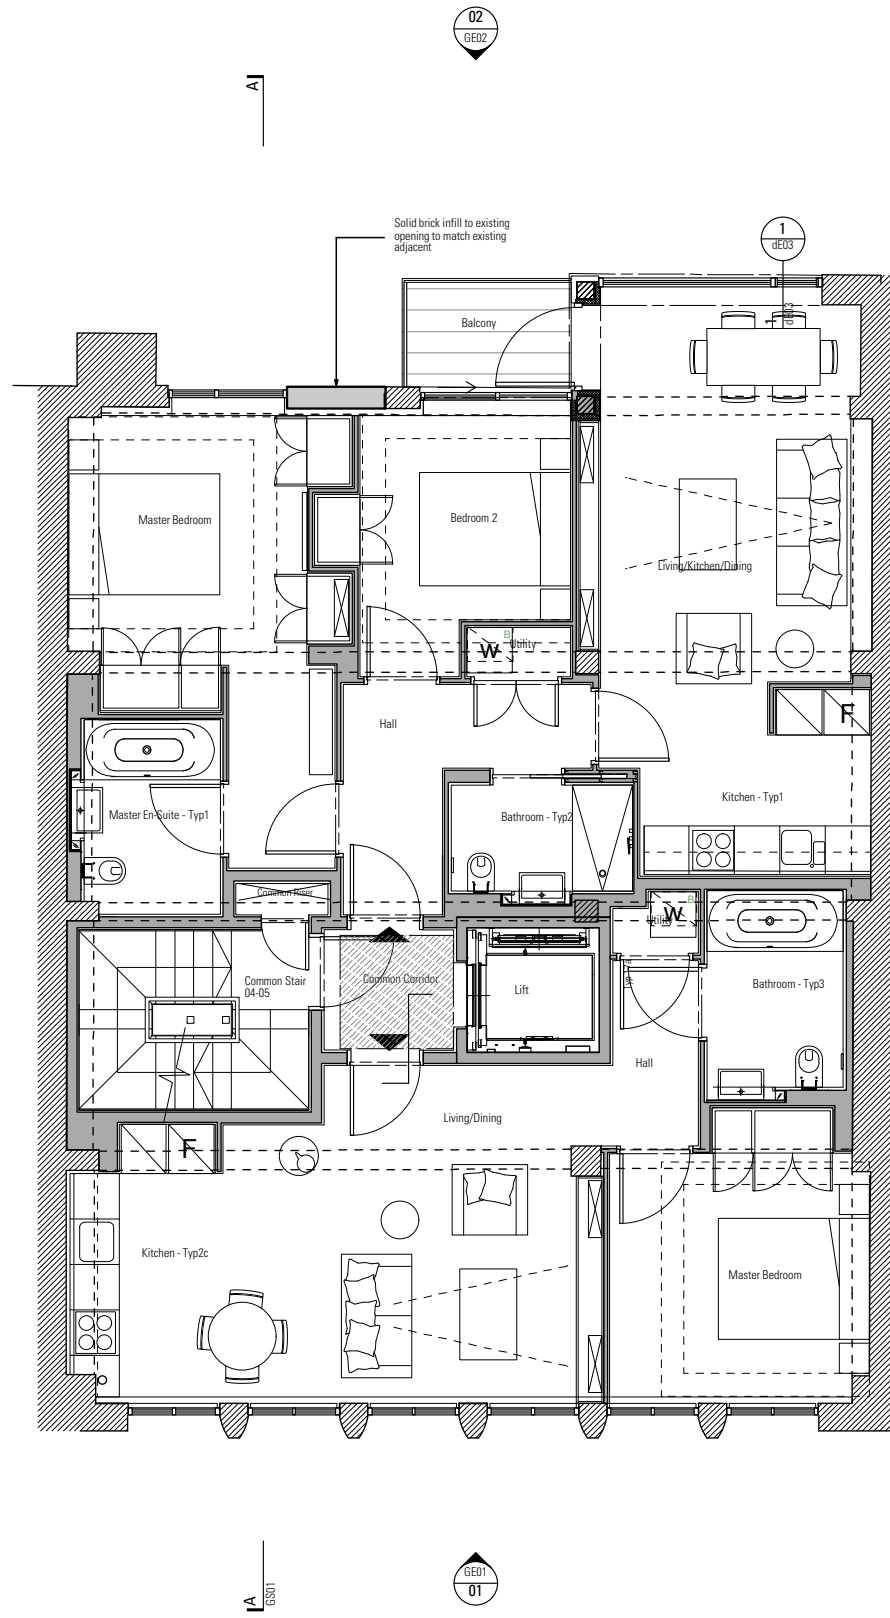 02
GE02
A
Solid brick infill to existing
opening to match existing
adjacent
1
dE03
Balcony
1
dE03
Master Bedroom
Bedroom 2
Living/Kitchen/Dining
B
W
Utility
Hall
F
Kitchen - Typ1
Master En-Suite - Typ1
Bathroom - Typ2
Common Riser
B
Utility
W
Common Stair
04-05
Common Corridor
Lift
Bathroom - Typ3
Hall
Living/Dining
F
Kitchen - Typ2c
Master Bedroom
A
GS01
GE01
01